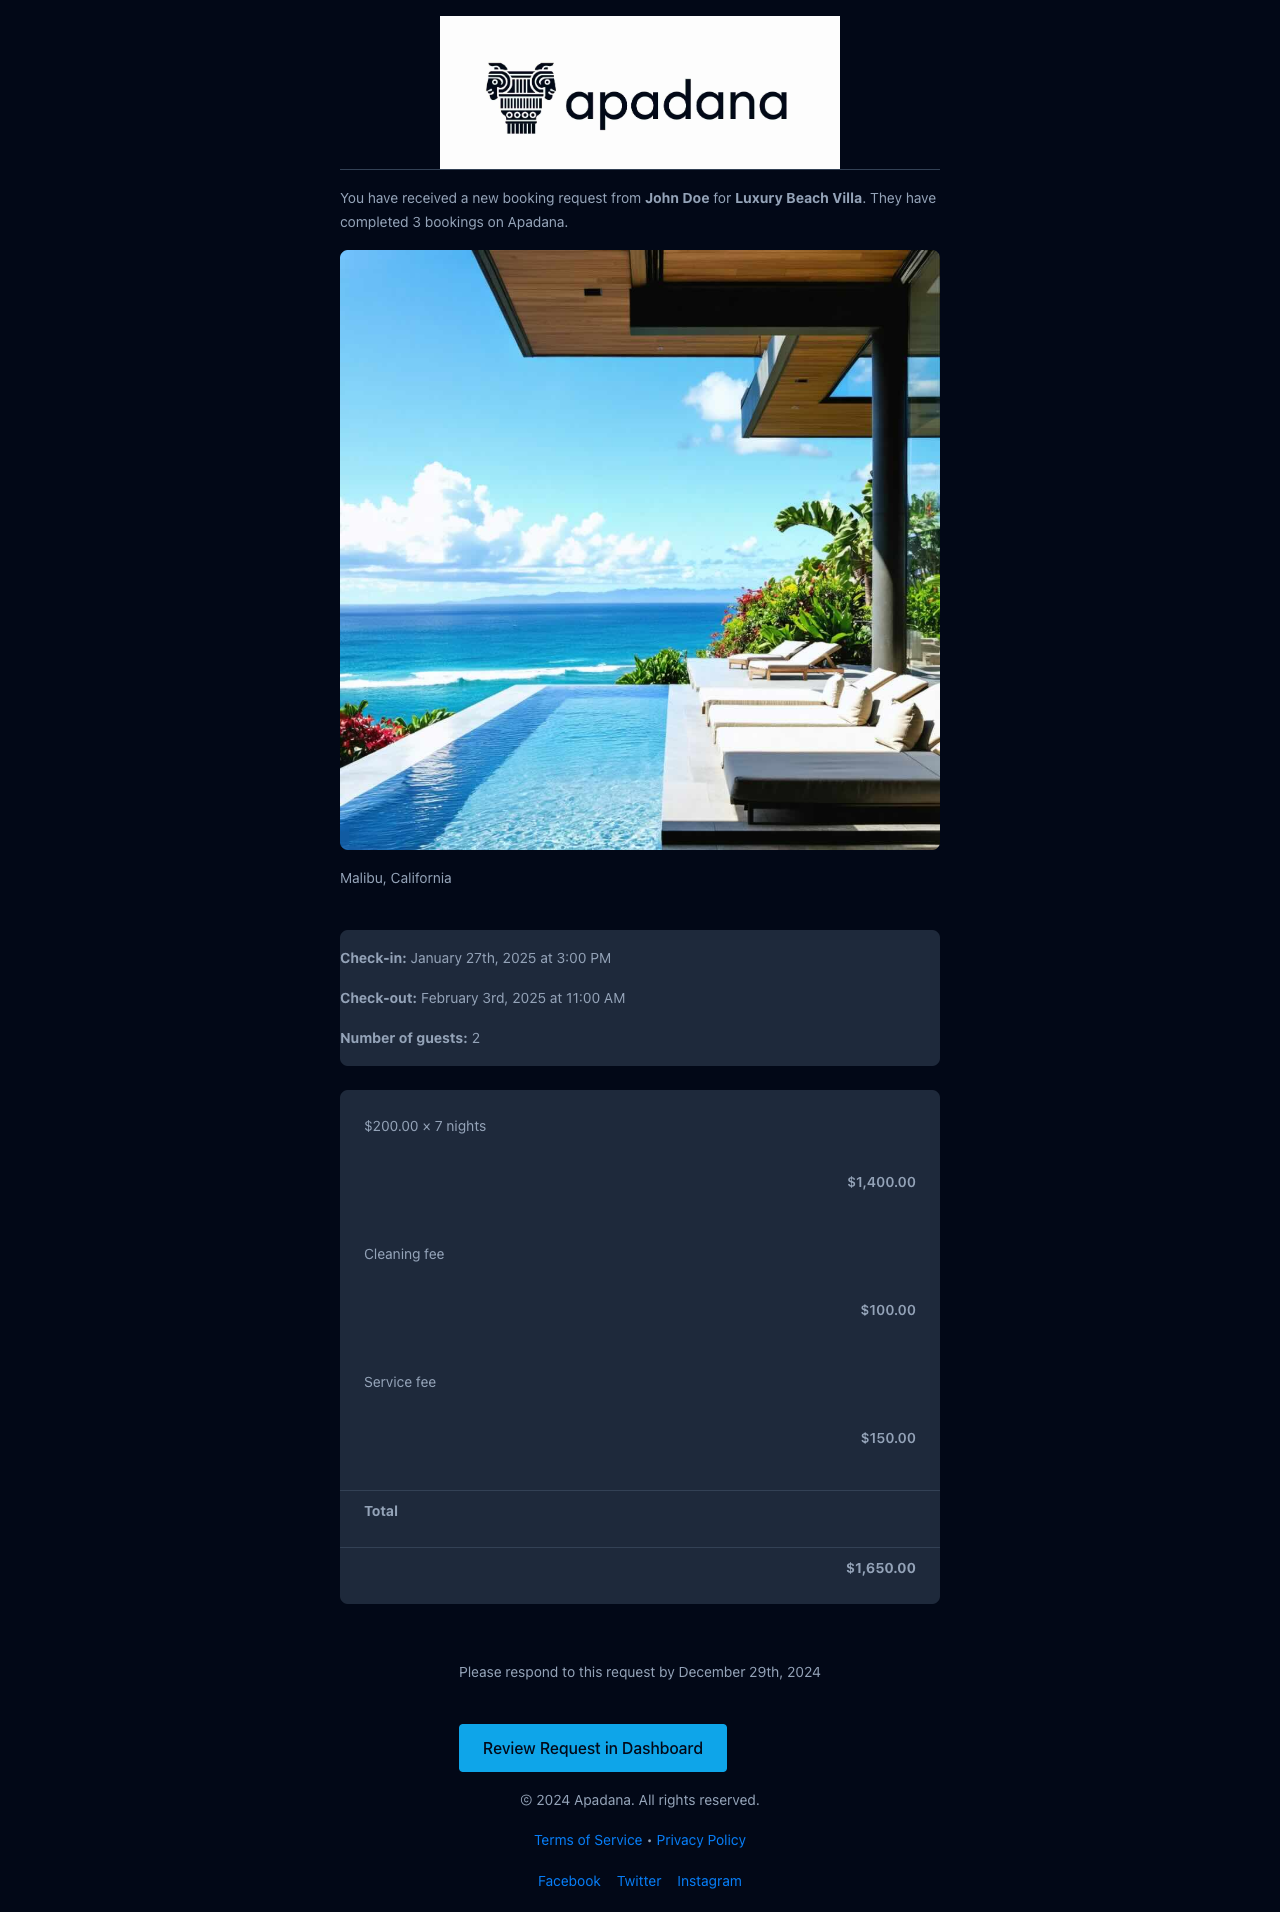 apadana
You have received a new booking request from John Doe for Luxury Beach Villa. They have
completed 3 bookings on Apadana.
Malibu, California
Check-in: January 27th, 2025 at 3:00 PM
Check-out: February 3rd, 2025 at 11:00 AM
Number of guests: 2
$200.00 × 7 nights
$1,400.00
Cleaning fee
$100.00
Service fee
$150.00
Total
$1,650.00
Please respond to this request by December 29th, 2024
Review Request in Dashboard
© 2024 Apadana. All rights reserved.
Terms of Service • Privacy Policy
Facebook Twitter Instagram